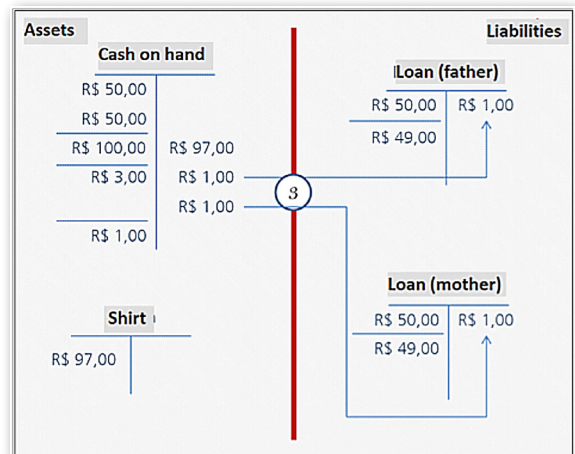 Assets
Liabilities
Cash on hand
R$ 50,00
R$ 50,00
R$ 100,00 R$ 97,00
R$ 3,00 R$ 1,00
R$ 1,00
R$ 1,00
Shirt
R$ 97,00
3
Loan (father)
R$ 50,00 R$ 1,00
R$ 49,00
Loan (mother)
R$ 50,00 R$ 1,00
R$ 49,00